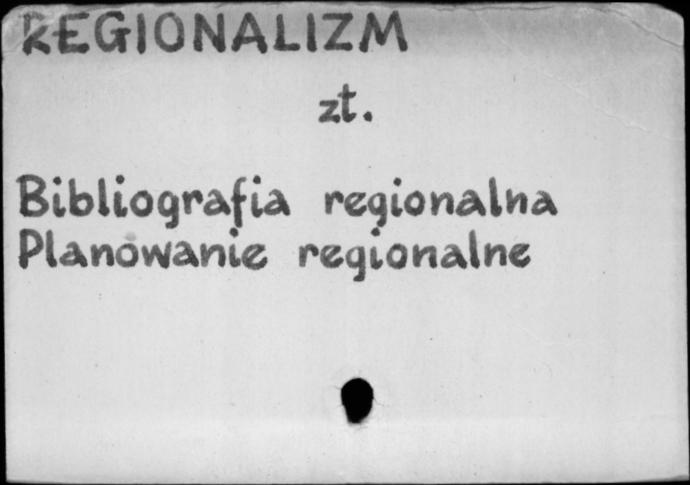 REGIONALIZM
zt.
Bibliografia regionalna
Planowanie regionalne